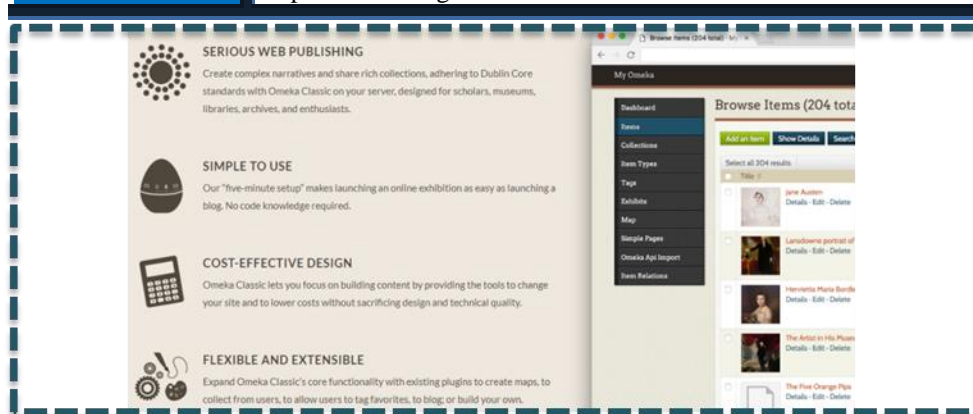 SERIOUS WEB PUBLISHING
Create complex narratives and share rich collections, adhering to Dublin Core
standards with Omeka Classic on your server, designed for scholars, museums,
libraries, archives, and enthusiasts.
SIMPLE TO USE
Our "five-minute setup" makes launching an online exhibition as easy as launching a
blog. No code knowledge required.
COST-EFFECTIVE DESIGN
Omeka Classic lets you focus on building content by providing the tools to change
your site and to lower costs without sacrificing design and technical quality.
FLEXIBLE AND EXTENSIBLE
Expand Omeka Classic's core functionality with existing plugins to create maps, to
collect from users, to allow users to tag favorites, to blog; or build your own.
Browse Items (204 total) · My
My Omeka
Dashboard
Items
Collections
Item Types
Tags
Exhibits
Map
Simple Pages
Omeka Api Import
Item Relations
Browse Items (204 tota
Add an Item Show Details Search
Select all 204 results
Title
Jane Austen
Details · Edit · Delete
Lansdowne portrait of
Details · Edit · Delete
Henrietta Maria Bordle
Details · Edit · Delete
The Artist in His Museu
Details · Edit · Delete
The Five Orange Pips
Details · Edit · Delete